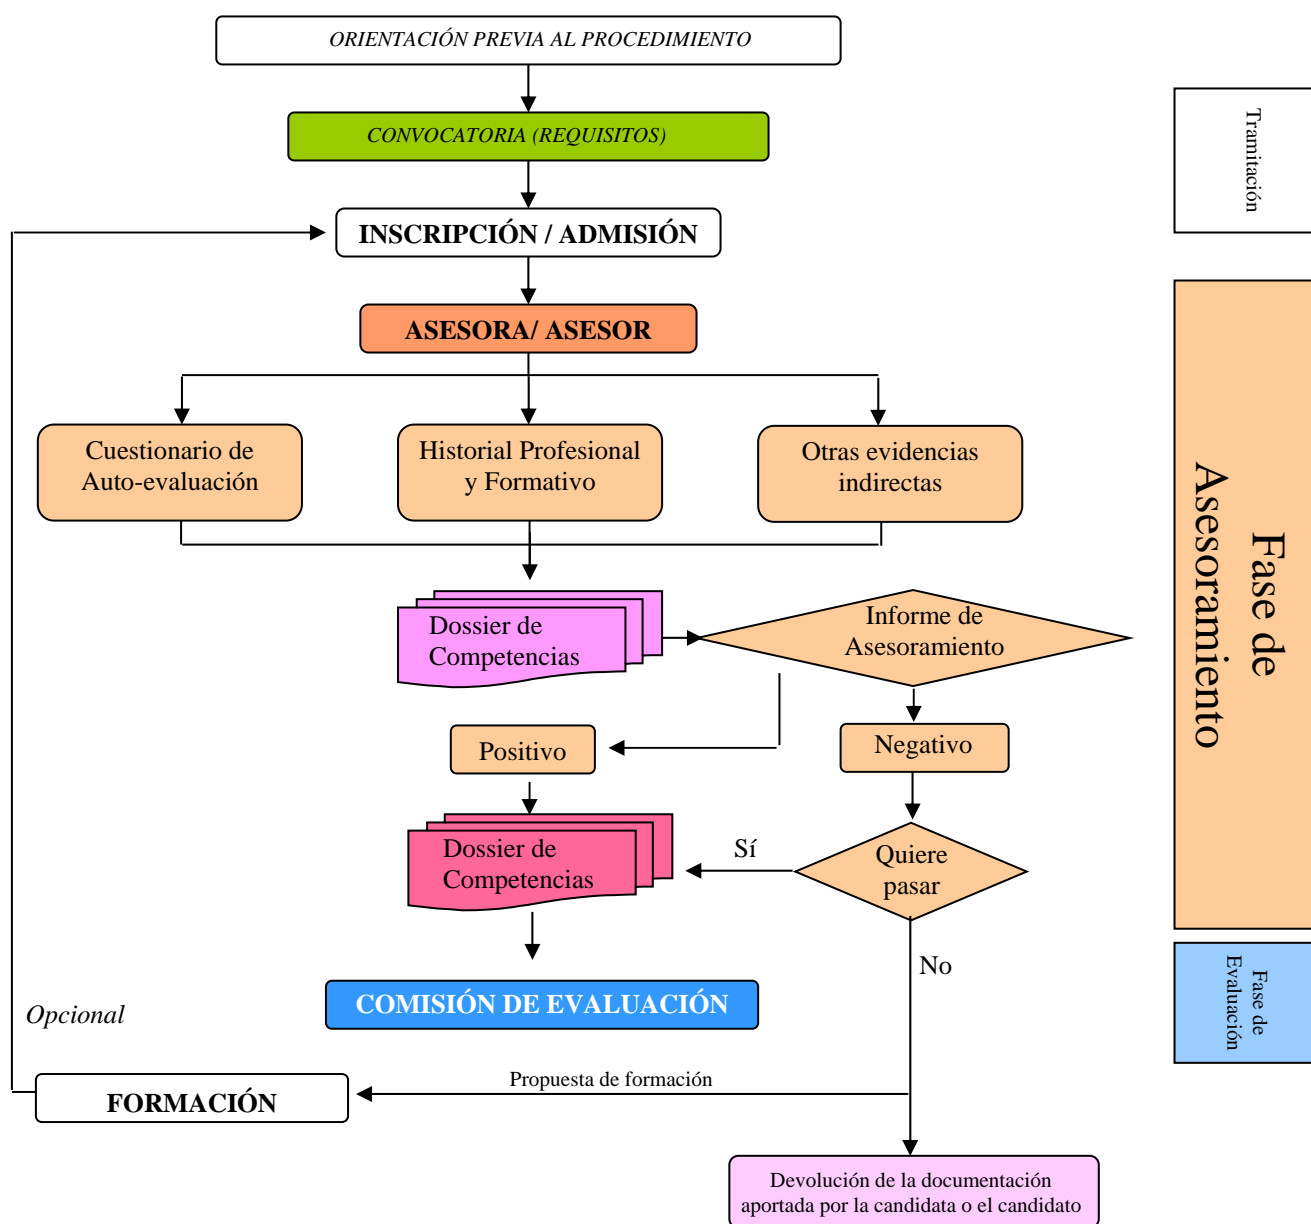 ORIENTACIÓN PREVIA AL PROCEDIMIENTO
CONVOCATORIA (REQUISITOS)
Tramitación
INSCRIPCIÓN / ADMISIÓN
ASESORA/ ASESOR
Cuestionario de
Auto-evaluación
Historial Profesional
y Formativo
Otras evidencias
indirectas
Fase de
Asesoramiento
Dossier de
Competencias
Informe de
Asesoramiento
Positivo
Negativo
Dossier de
Competencias
Sí
Quiere
pasar
No
COMISIÓN DE EVALUACIÓN
Fase de
Evaluación
Opcional
Propuesta de formación
FORMACIÓN
Devolución de la documentación
aportada por la candidata o el candidato